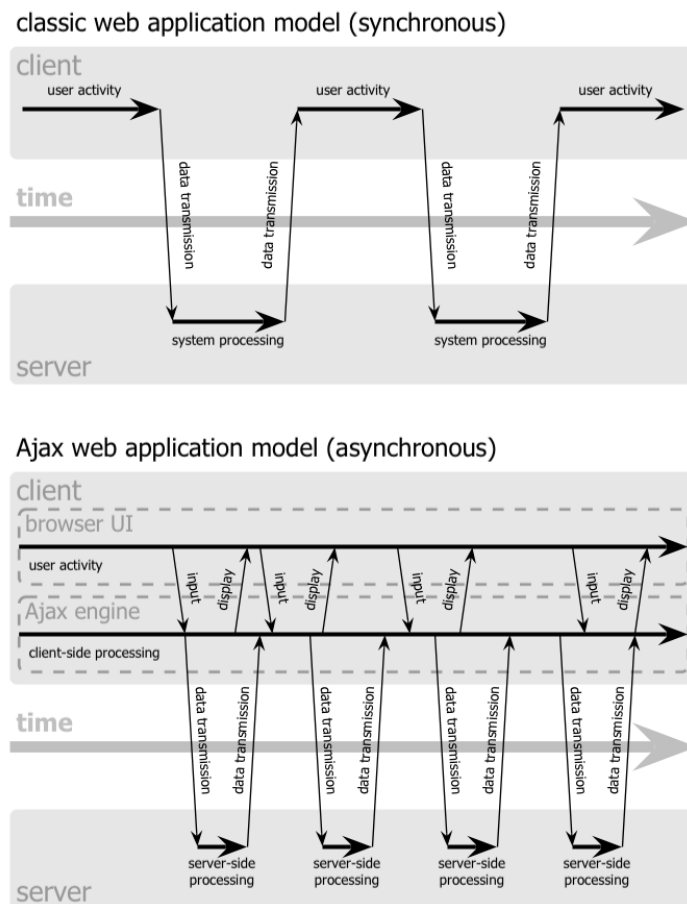 classic web application model (synchronous)
client
user activity
user activity
user activity
data transmission
data transmission
data transmission
data transmission
time
system processing
system processing
server
Ajax web application model (asynchronous)
client
browser UI
user activity
input
display
input
display
input
display
input
display
Ajax engine
client-side processing
data transmission
data transmission
data transmission
data transmission
data transmission
data transmission
data transmission
data transmission
time
server-side
processing
server-side
processing
server-side
processing
server-side
processing
server